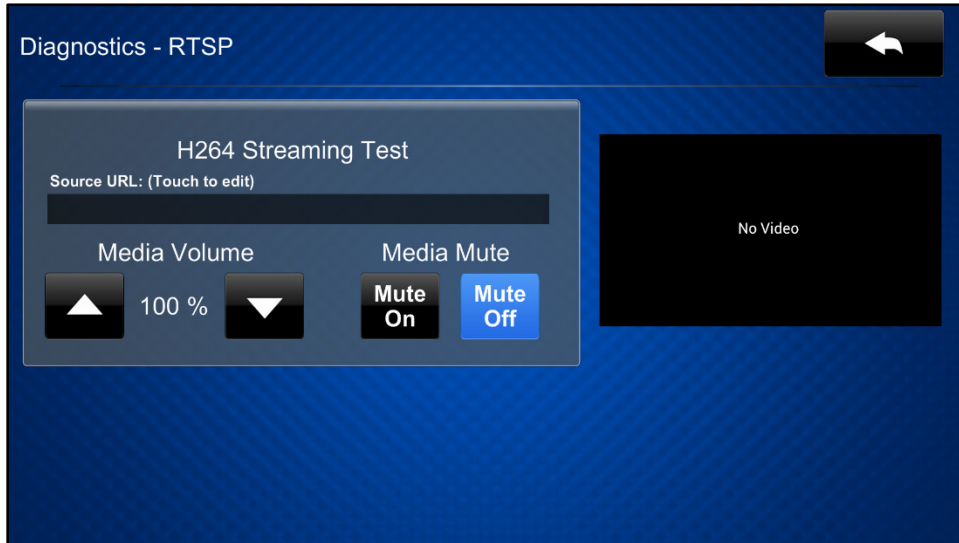 Diagnostics - RTSP
H264 Streaming Test
Source URL: (Touch to edit)
Media Volume
Media Mute
100 %
Mute
On
Mute
Off
No Video